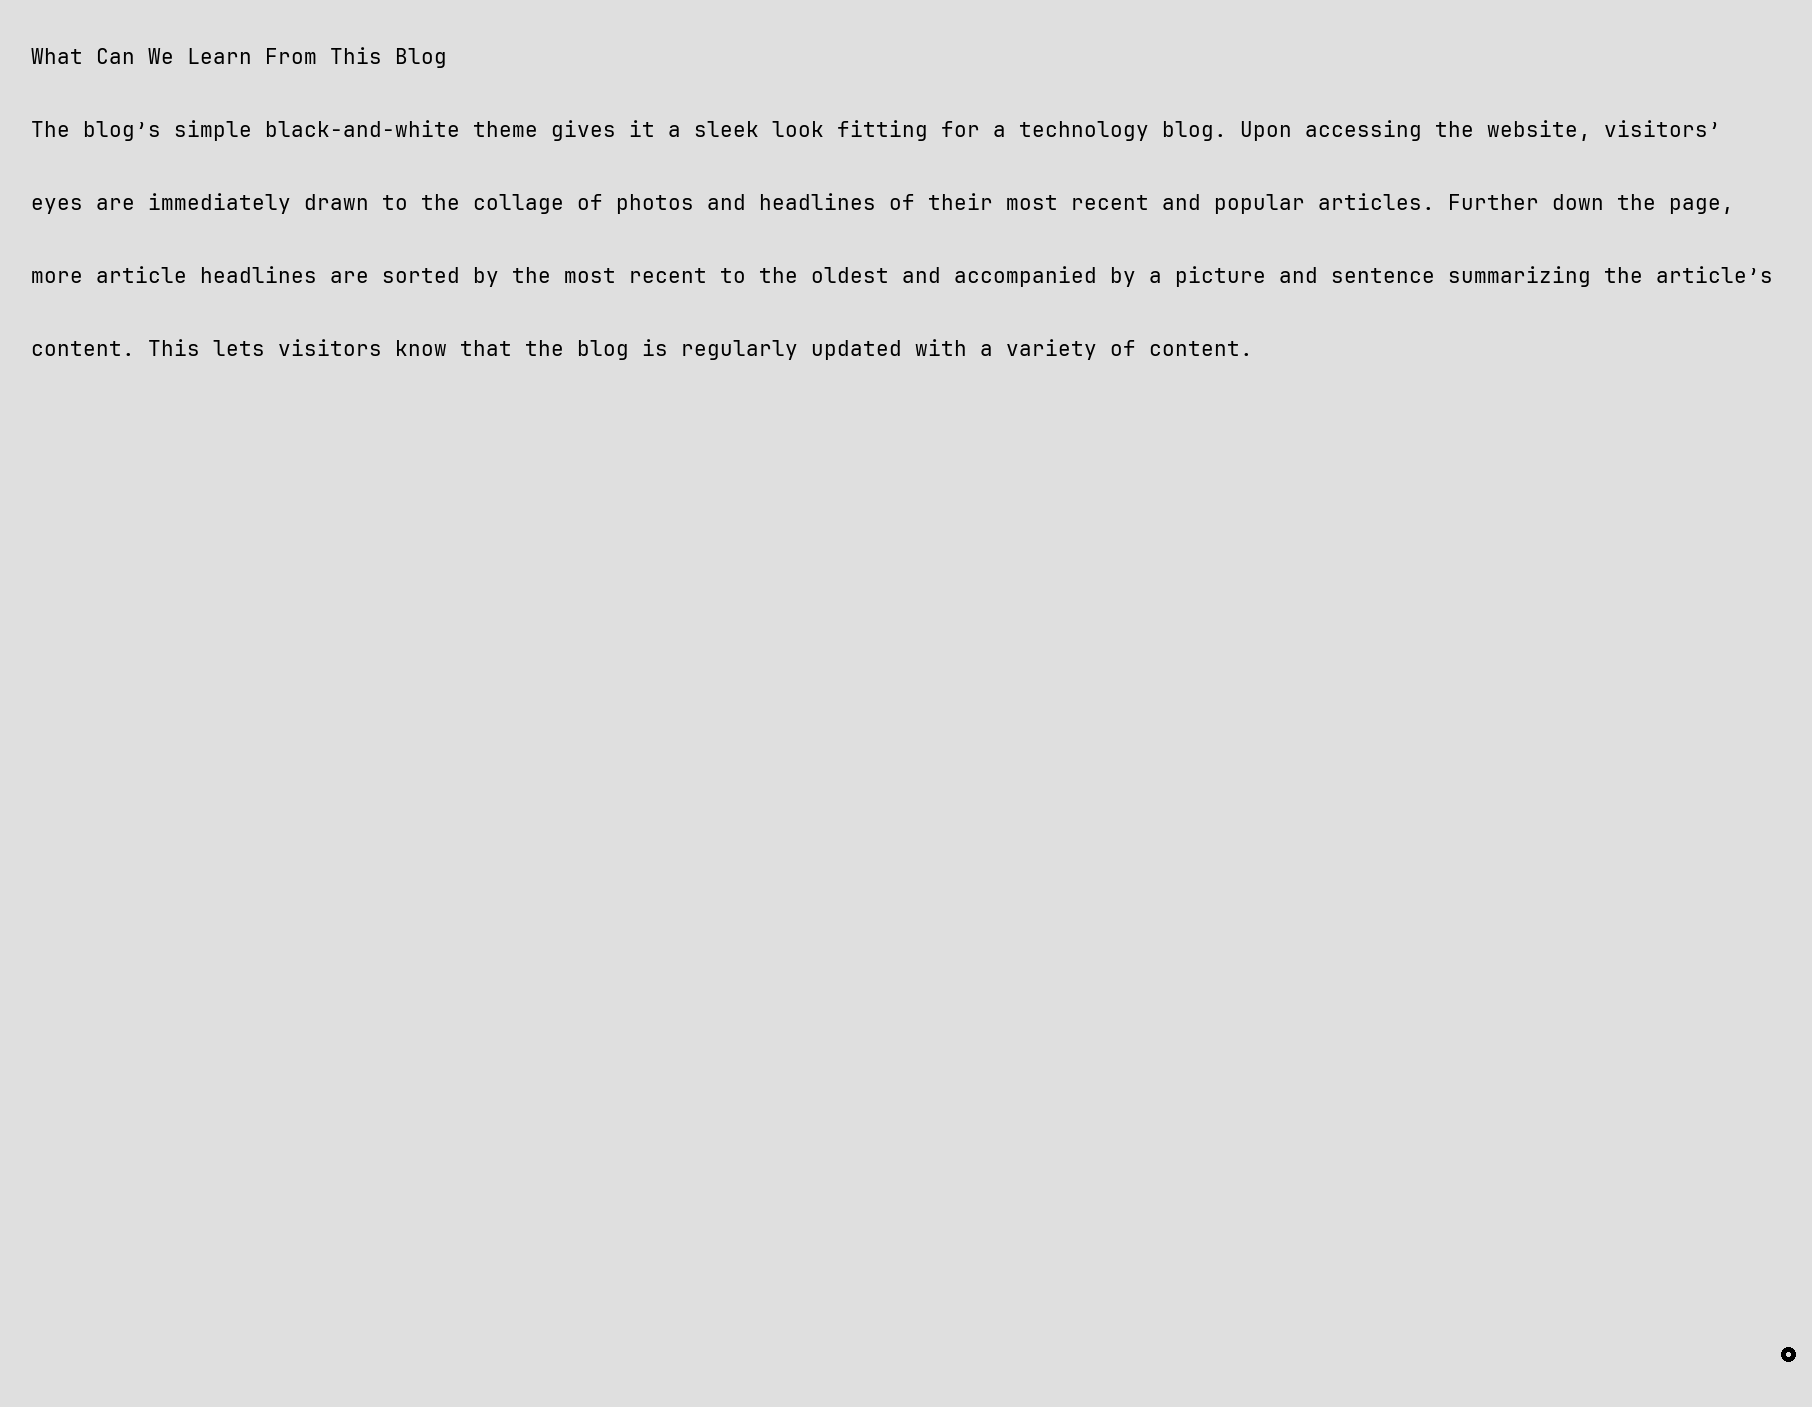 What Can We Learn From This Blog
The blog’s simple black-and-white theme gives it a sleek look fitting for a technology blog. Upon accessing the website, visitors’
eyes are immediately drawn to the collage of photos and headlines of their most recent and popular articles. Further down the page,
more article headlines are sorted by the most recent to the oldest and accompanied by a picture and sentence summarizing the article’s
content. This lets visitors know that the blog is regularly updated with a variety of content.